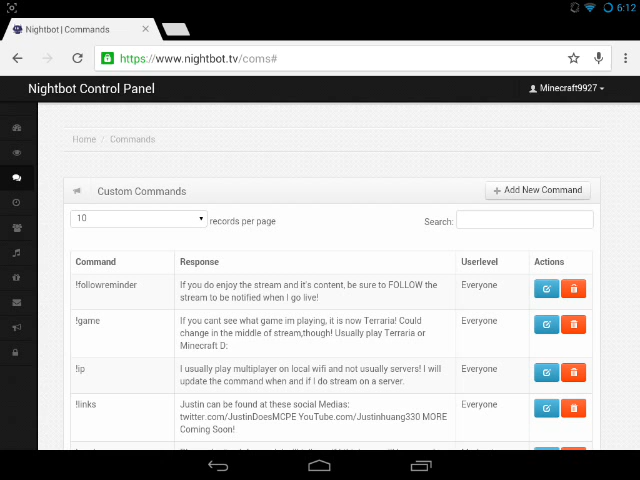 6:12
Nightbot | Commands
https://www.nightbot.tv/coms#
Nightbot Control Panel
Minecraft9927
Home / Commands
Custom Commands
Add New Command
10 records per page
Search:
Command Response Userlevel Actions
!followreminder If you do enjoy the stream and it's content, be sure to FOLLOW the Everyone
stream to be notified when I go live!
!game If you cant see what game im playing, it is now Terraria! Could Everyone
change in the middle of stream,though! Usually play Terraria or
Minecraft D:
!ip I usually play multiplayer on local wifi and not usually servers! I will Everyone
update the command when and if I do stream on a server.
!links Justin can be found at these social Medias: Everyone
twitter.com/JustinDoesMCPE YouTube.com/Justinhuang330 MORE
Coming Soon!